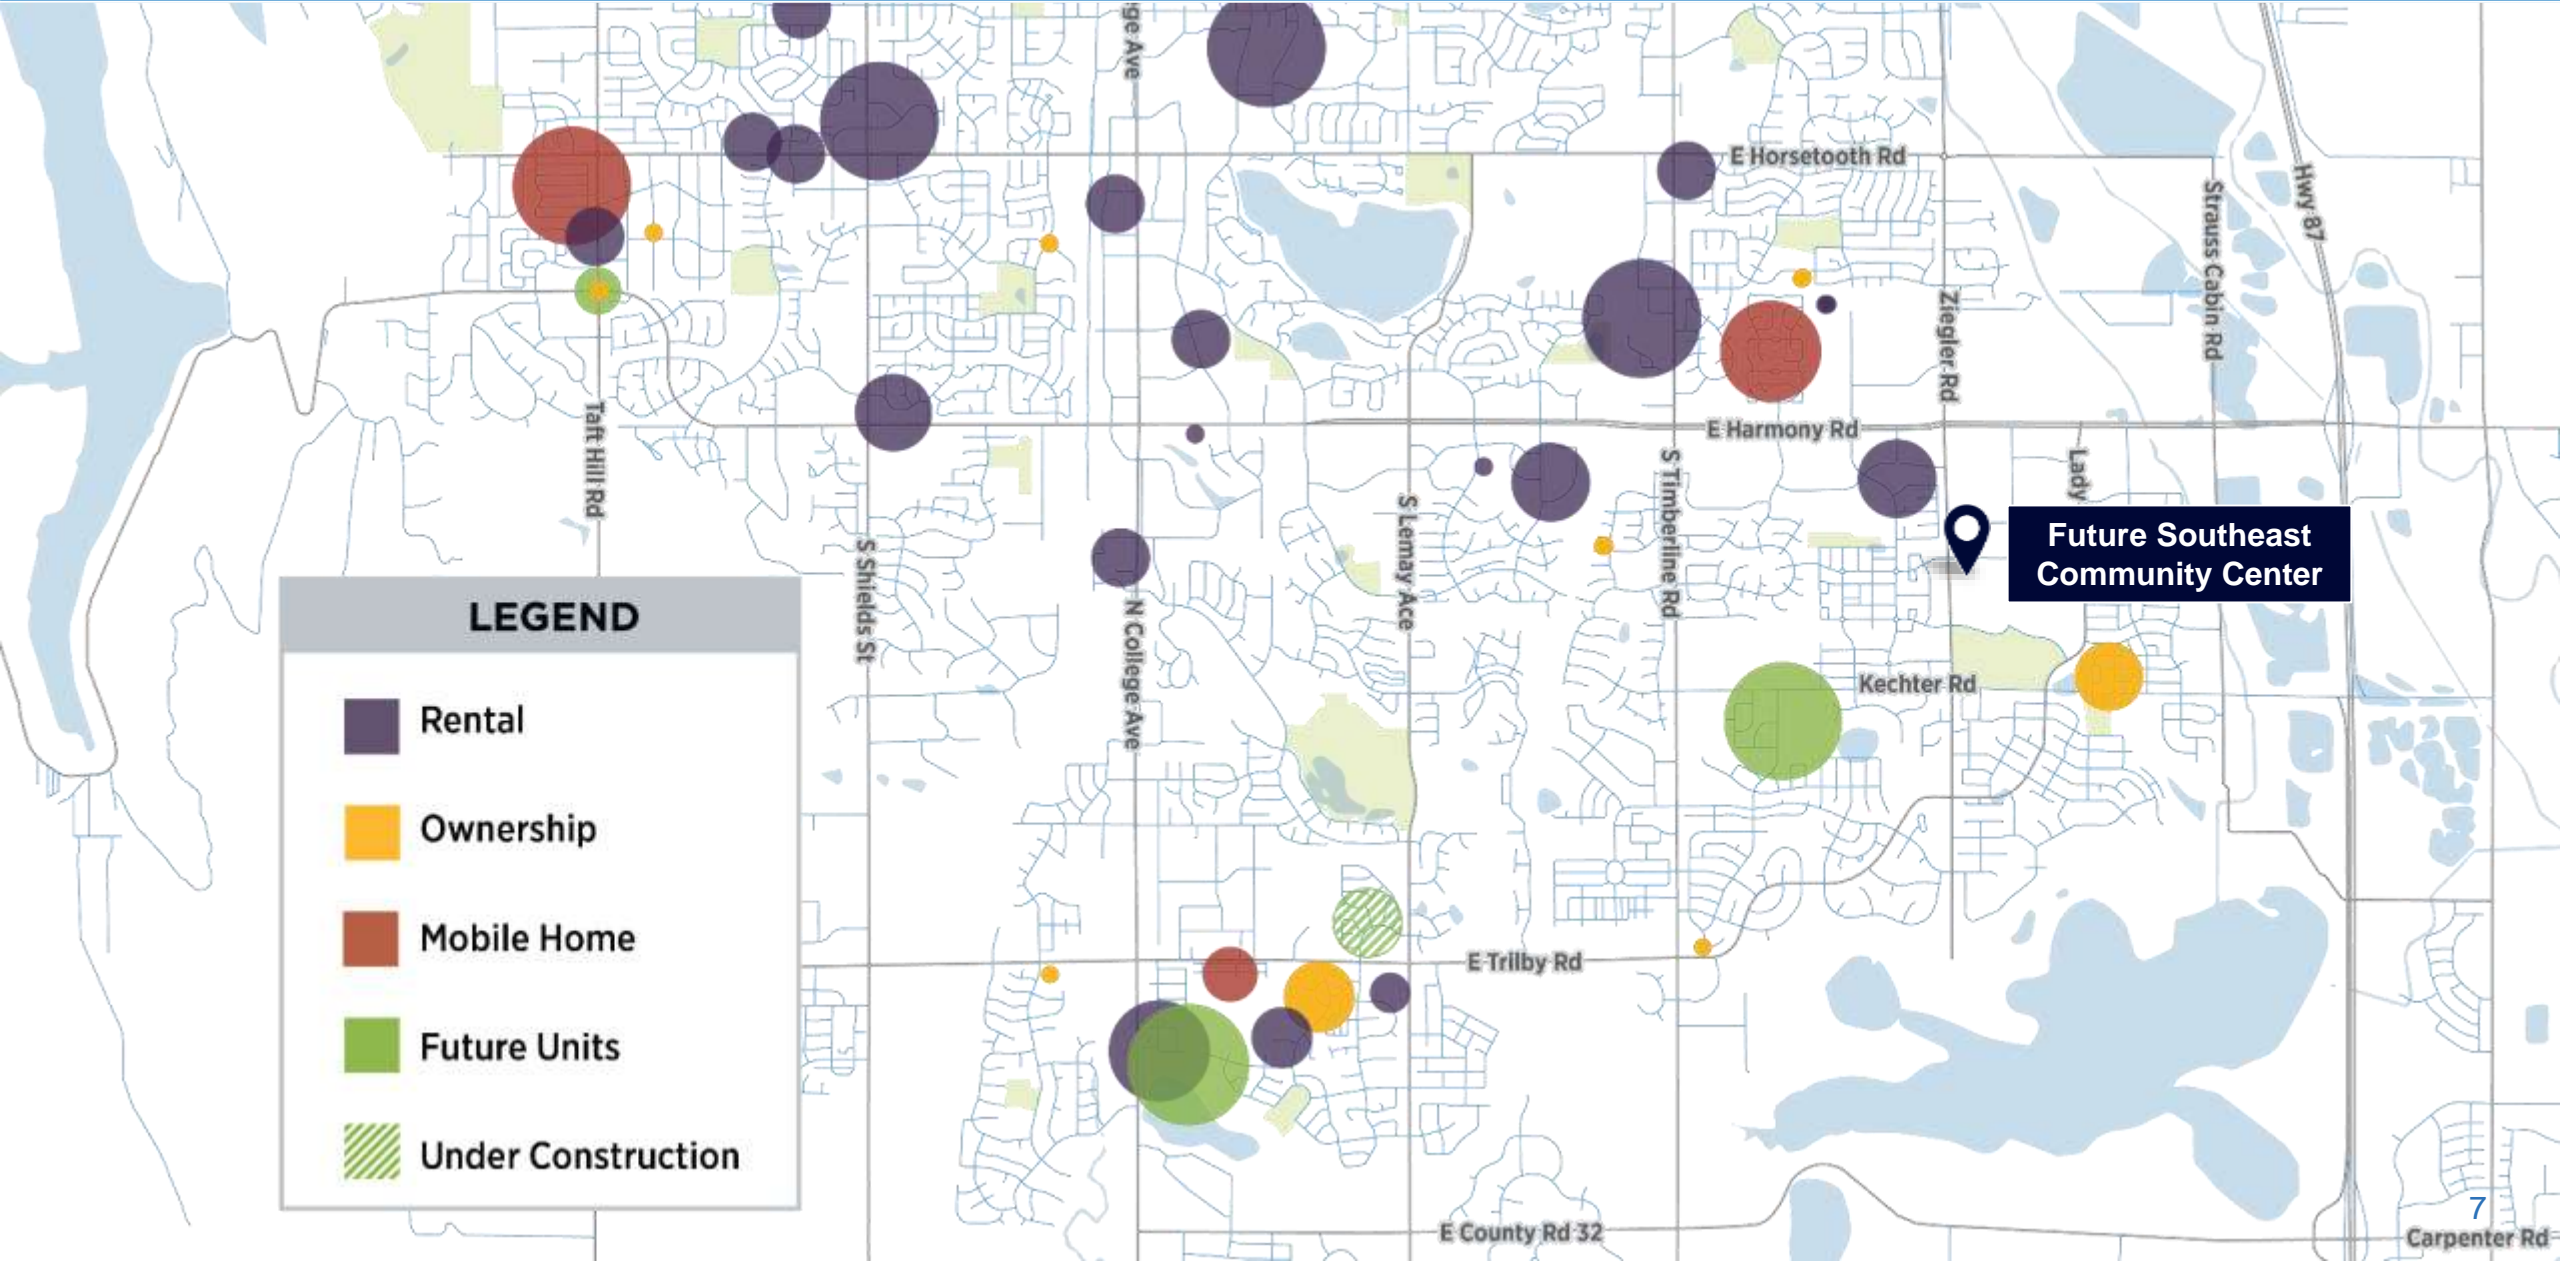 ge Ave
E Horsetooth Rd
Hwy 87
Strauss Cabin Rd
Ziegler Rd
Taft Hill Rd
E Harmony Rd
S Timberline Rd
Lady
S Lemay Ace
Future Southeast
Community Center
S Shields St
N College Ave
LEGEND
Rental
Ownership
Mobile Home
Future Units
Under Construction
Kechter Rd
E Trilby Rd
7
E County Rd 32
Carpenter Rd